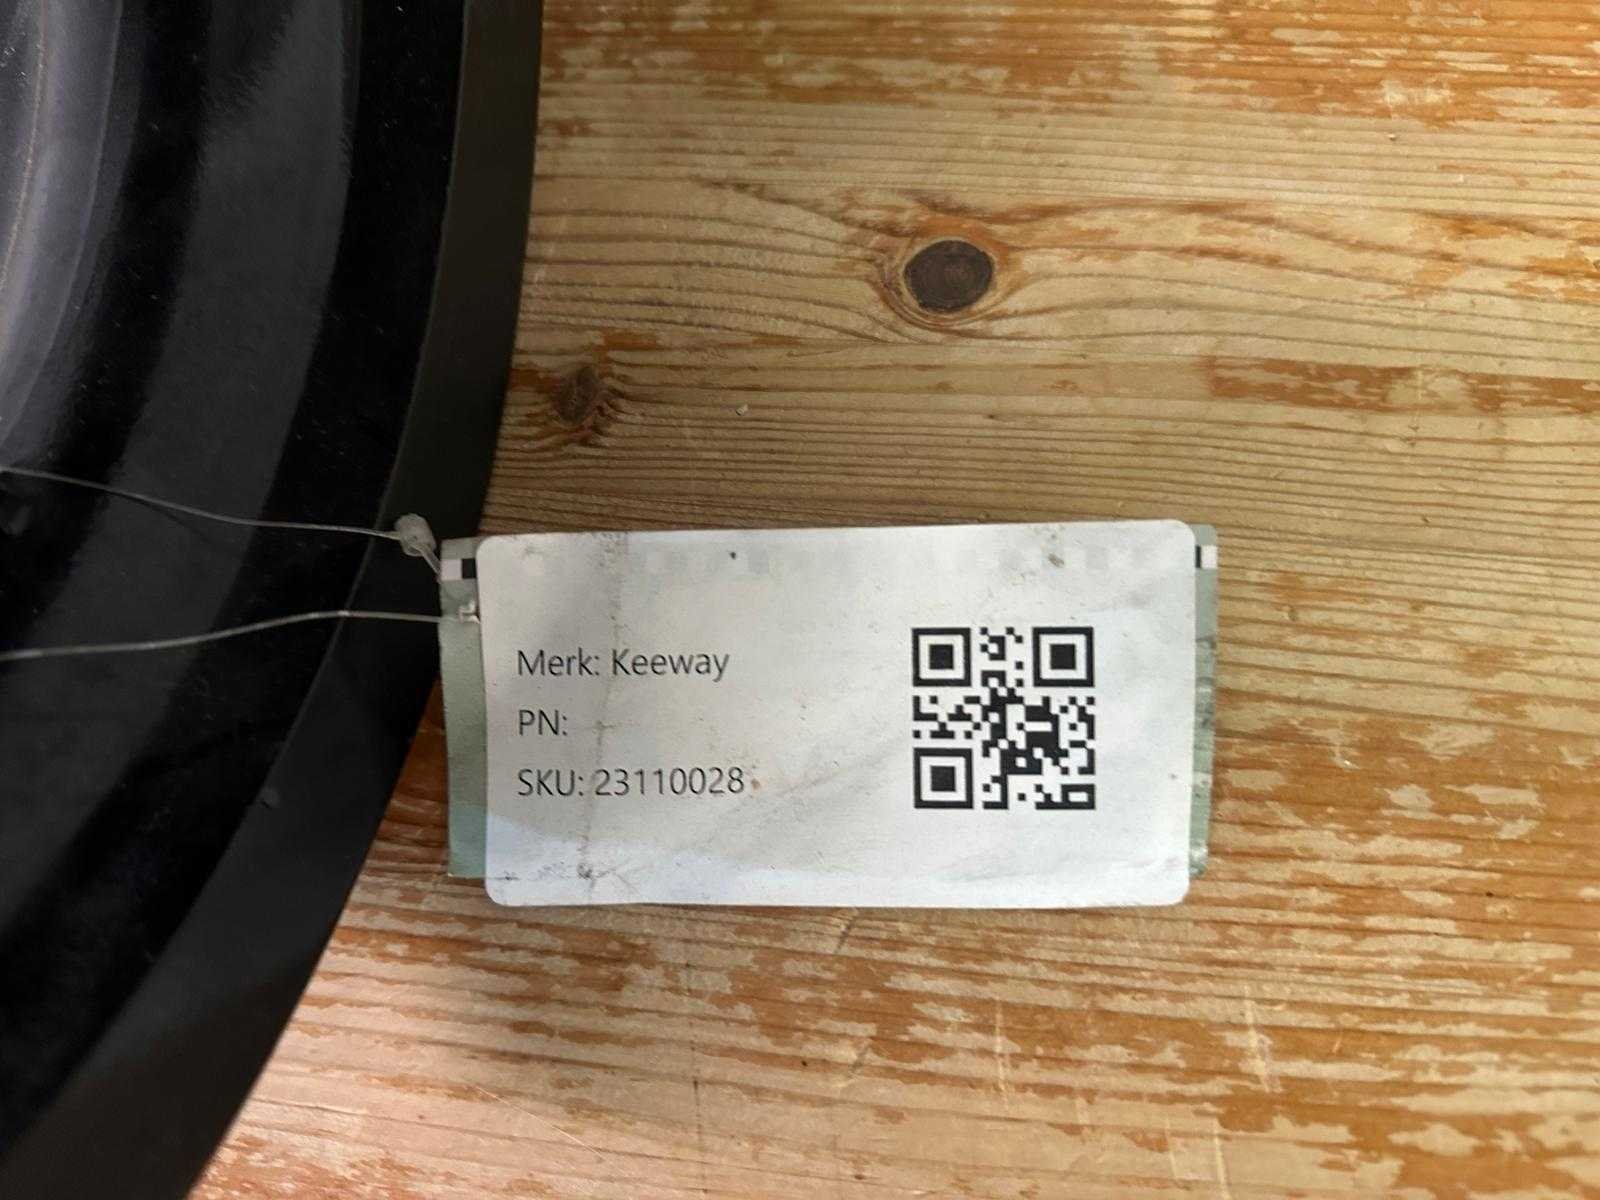 Merk: Keeway
PN:
SKU: 23110028